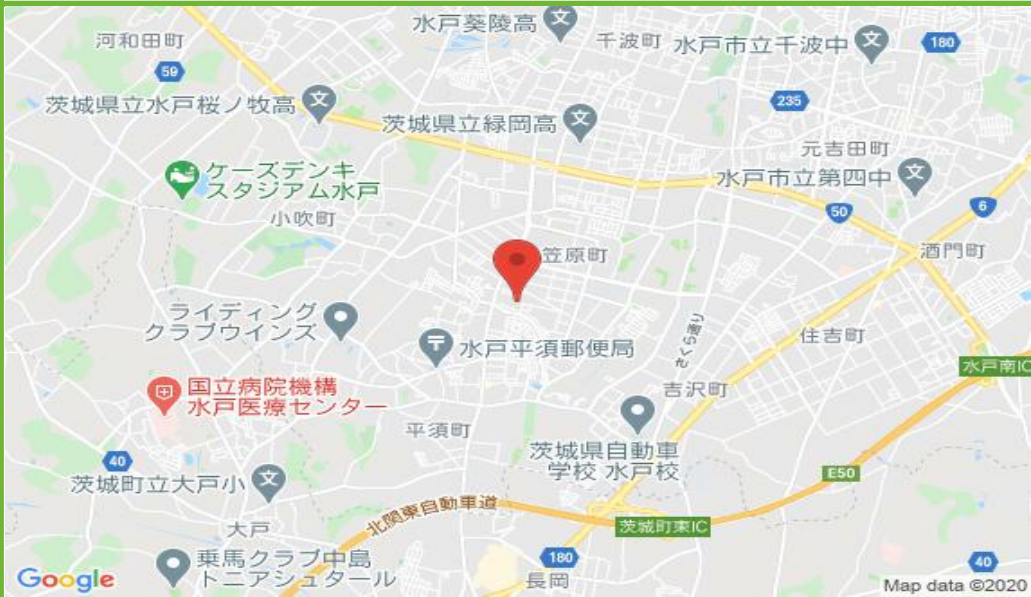 水戸葵陵高
河和田町
千波町
水戸市立千波中
180
59
茨城県立水戸桜ノ牧高
235
茨城県立緑岡高
元吉田町
ケーズデンキ
スタジアム水戸
水戸市立第四中
小吹町
50
6
笠原町
酒門町
ライディング
クラブウインズ
さくら通り
住吉町
水戸平須郵便局
水戸南IC
国立病院機構
水戸医療センター
吉沢町
平須町
茨城県自動車
学校 水戸校
40
茨城町立大戸小
E50
北関東自動車道
大戸
茨城町東IC
乗馬クラブ中島
トニアシュタール
180
長岡
40
Google
Map data ©2020